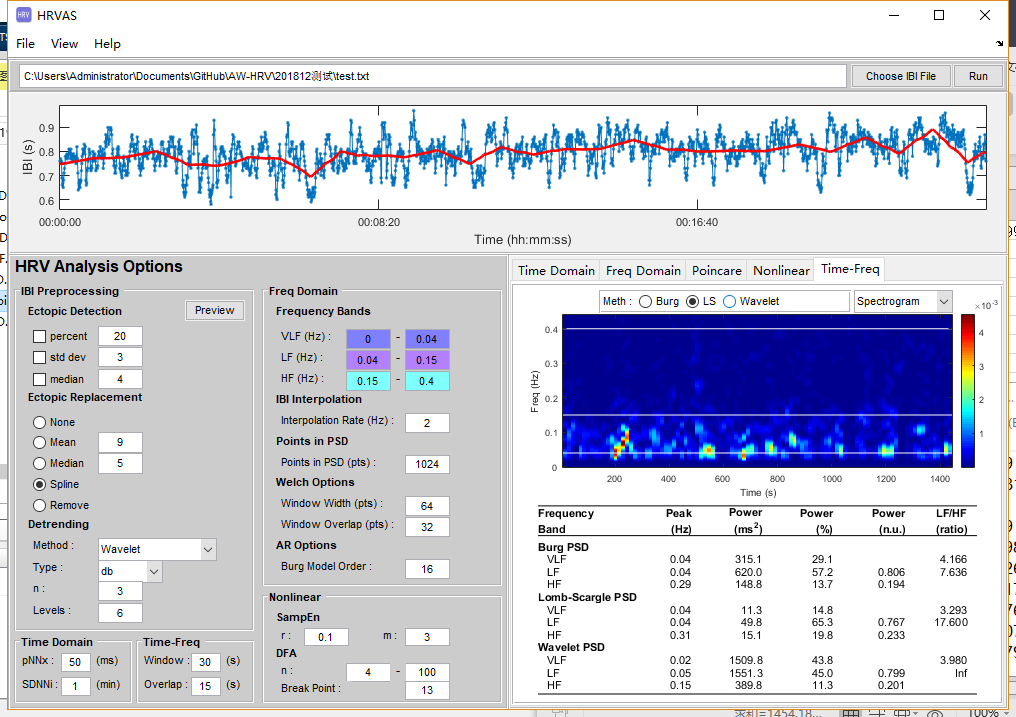 HRV HRVAS
File View Help
C:\Users\Administrator\Documents\GitHub\AW-HRV\201812测试\test.txt Choose IBI File Run
IBI (s)
0.9
0.8
0.7
0.6
00:00:00 00:08:20 00:16:40
Time (hh:mm:ss)
HRV Analysis Options
IBI Preprocessing
Ectopic Detection Preview
percent 20
std dev 3
median 4
Ectopic Replacement
None
Mean 9
Median 5
Spline
Remove
Detrending
Method : Wavelet
Type : db
n : 3
Levels : 6
Time Domain
pNNx : 50 (ms)
SDNNi : 1 (min)
Time-Freq
Window : 30 (s)
Overlap : 15 (s)
Freq Domain
Frequency Bands
VLF (Hz) : 0 - 0.04
LF (Hz) : 0.04 - 0.15
HF (Hz) : 0.15 - 0.4
IBI Interpolation
Interpolation Rate (Hz) : 2
Points in PSD
Points in PSD (pts) : 1024
Welch Options
Window Width (pts) : 64
Window Overlap (pts) : 32
AR Options
Burg Model Order : 16
Nonlinear
SampEn
r : 0.1 m : 3
DFA
n : 4 - 100
Break Point : 13
Time Domain Freq Domain Poincare Nonlinear Time-Freq
Meth : Burg LS Wavelet Spectrogram
×10⁻³
Freq (Hz)
0.4
0.3
0.2
0.1
0
200 400 600 800 1000 1200 1400
Time (s)
4
3
2
1
Frequency Peak Power Power Power LF/HF
Band (Hz) (ms²) (%) (n.u.) (ratio)
Burg PSD
VLF 0.04 315.1 29.1 4.166
LF 0.04 620.0 57.2 0.806 7.636
HF 0.29 148.8 13.7 0.194
Lomb-Scargle PSD
VLF 0.04 11.3 14.8 3.293
LF 0.04 49.8 65.3 0.767 17.600
HF 0.31 15.1 19.8 0.233
Wavelet PSD
VLF 0.02 1509.8 43.8 3.980
LF 0.05 1551.3 45.0 0.799 Inf
HF 0.15 389.8 11.3 0.201
求和=1454.18... 100%